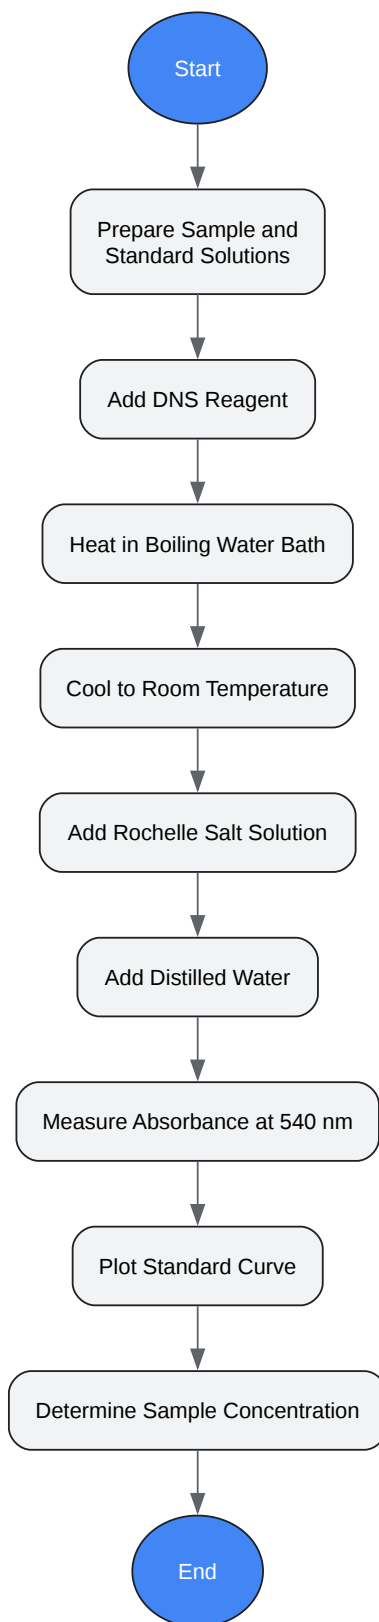 Start
Prepare Sample and
Standard Solutions
Add DNS Reagent
Heat in Boiling Water Bath
Cool to Room Temperature
Add Rochelle Salt Solution
Add Distilled Water
Measure Absorbance at 540 nm
Plot Standard Curve
Determine Sample Concentration
End